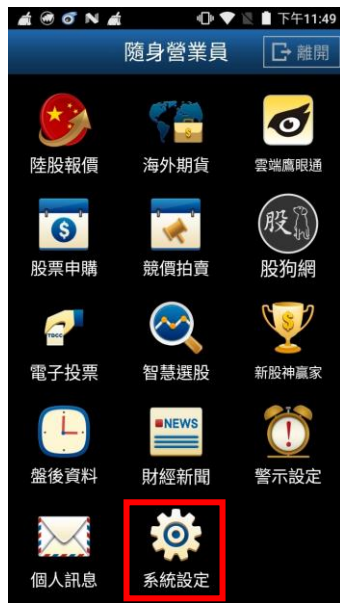 下午11:49
隨身營業員
離開
陸股報價 海外期貨 雲端鷹眼通
$
股
股票申購 競價拍賣 股狗網
TDCC
$
電子投票 智慧選股 新股神贏家
NEWS
盤後資料 財經新聞 警示設定
個人訊息 系統設定